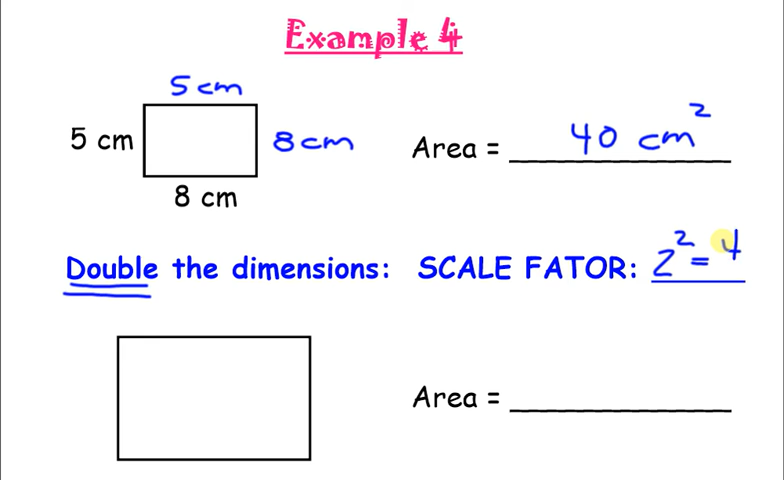 Example 4
5 cm
5 cm
8 cm
8 cm
Area = 40 cm²
Double the dimensions: SCALE FATOR: 2² = 4
Area =